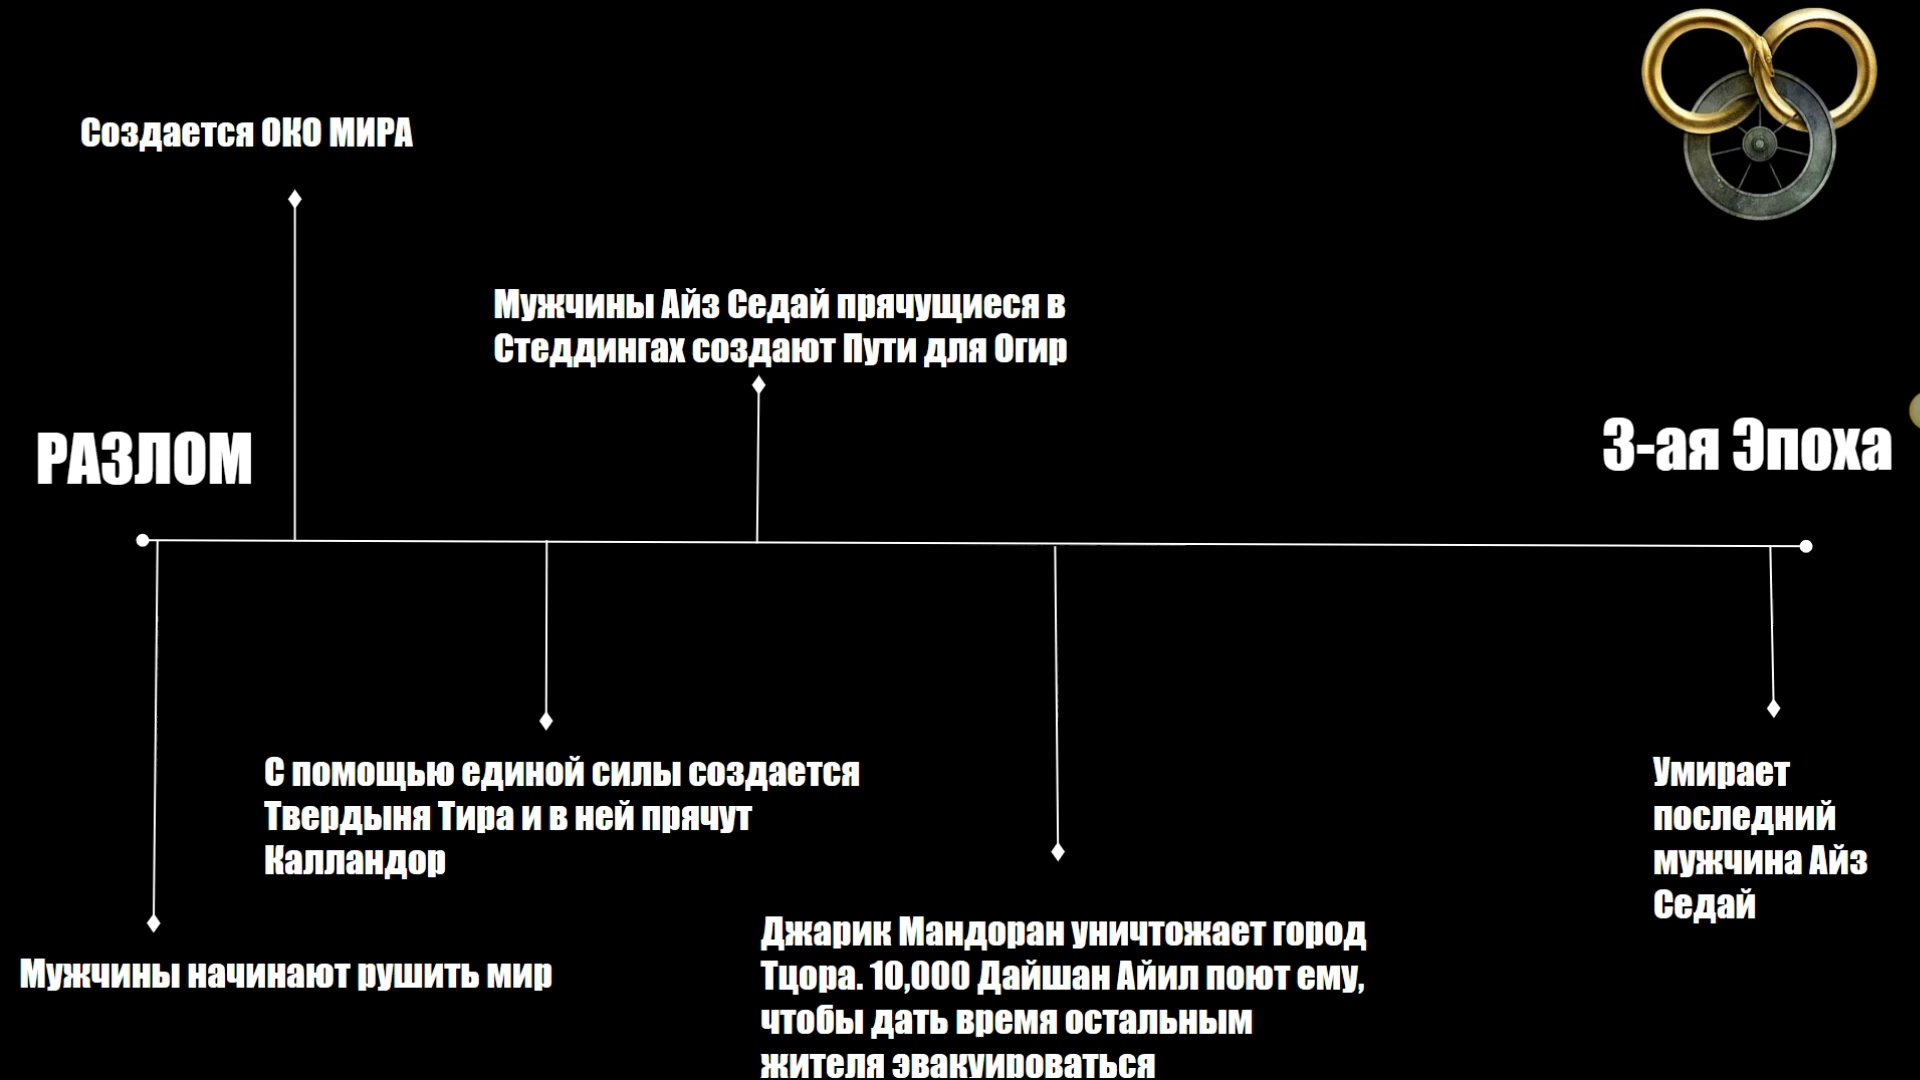 Создается ОКО МИРА
Мужчины Айз Седай прячущиеся в
Стеддингах создают Пути для Огир
РАЗЛОМ
3-ая Эпоха
С помощью единой силы создается
Твердыня Тира и в ней прячут
Калландор
Умирает
последний
мужчина Айз
Седай
Мужчины начинают рушить мир
Джарик Мандоран уничтожает город
Тцора. 10,000 Дайшан Айил поют ему,
чтобы дать время остальным
жителя эвакуироваться